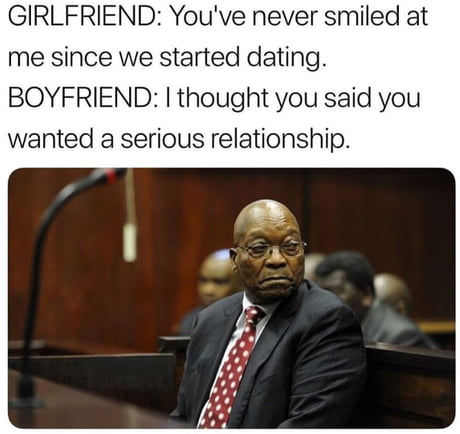 GIRLFRIEND: You've never smiled at
me since we started dating.
BOYFRIEND: I thought you said you
wanted a serious relationship.